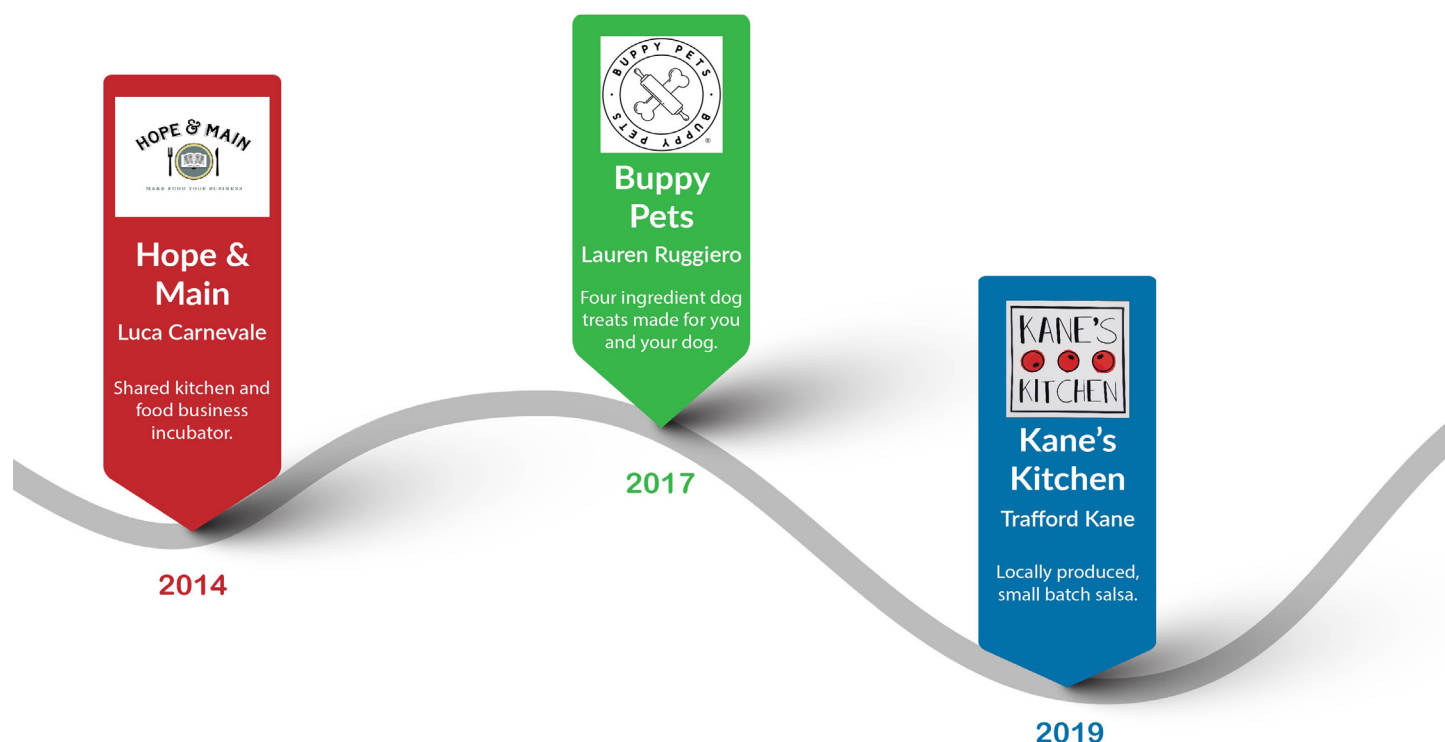 HOPE & MAIN
MAKE FOOD YOUR BUSINESS
Hope &
Main
Luca Carnevale
Shared kitchen and
food business
incubator.
2014
BUPPY PETS · BUPPY PETS ·
®
Buppy
Pets
Lauren Ruggiero
Four ingredient dog
treats made for you
and your dog.
2017
KANE'S
KITCHEN
Kane's
Kitchen
Trafford Kane
Locally produced,
small batch salsa.
2019